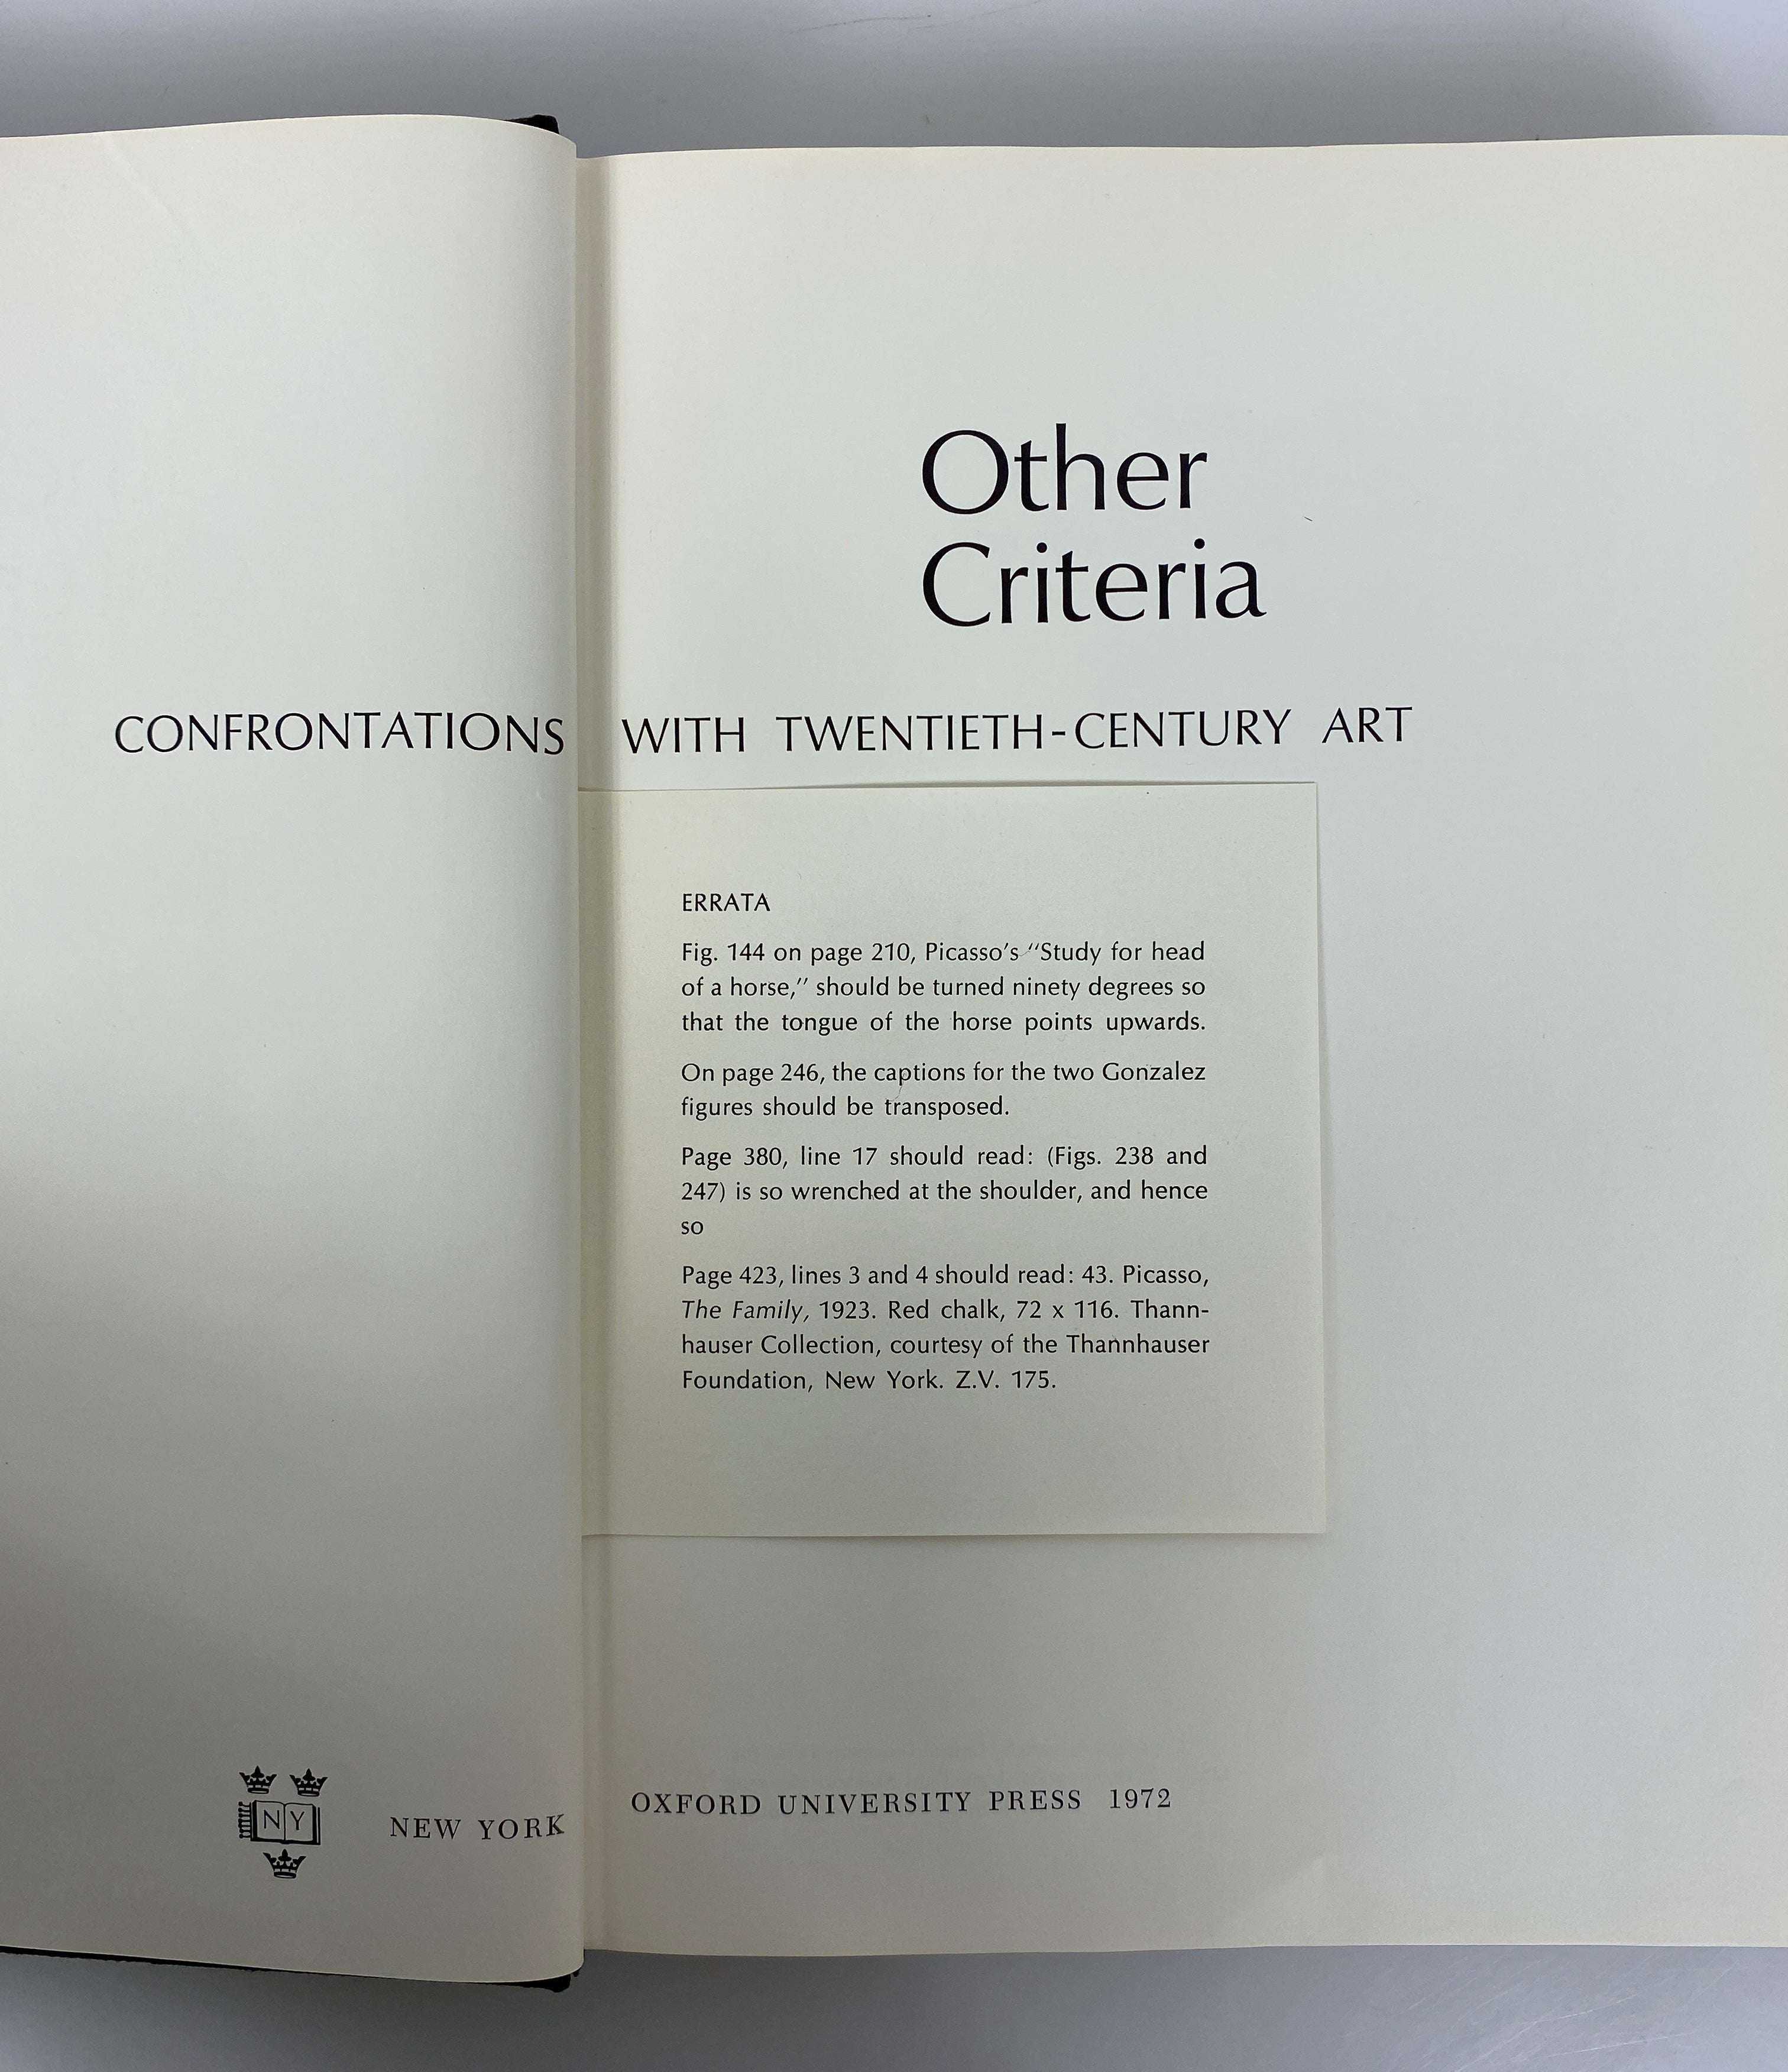 Other
Criteria
CONFRONTATIONS WITH TWENTIETH-CENTURY ART
ERRATA
Fig. 144 on page 210, Picasso's “Study for head
of a horse,” should be turned ninety degrees so
that the tongue of the horse points upwards.
On page 246, the captions for the two Gonzalez
figures should be transposed.
Page 380, line 17 should read: (Figs. 238 and
247) is so wrenched at the shoulder, and hence
so
Page 423, lines 3 and 4 should read: 43. Picasso,
The Family, 1923. Red chalk, 72 x 116. Thann-
hauser Collection, courtesy of the Thannhauser
Foundation, New York. Z.V. 175.
NY
NEW YORK OXFORD UNIVERSITY PRESS 1972